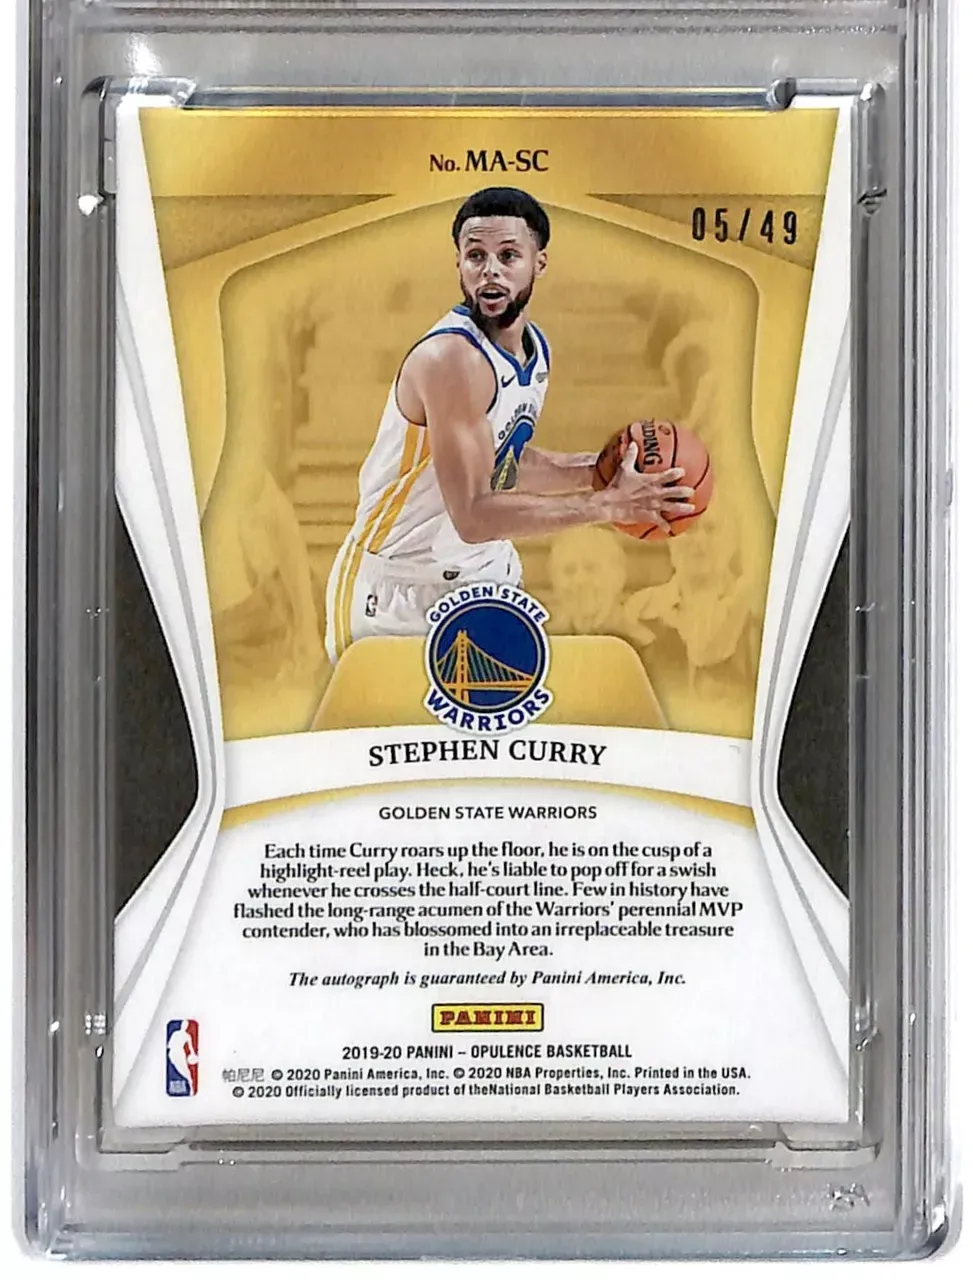 No. MA-SC
05/49
SPALDING
GOLDEN STATE
WARRIORS
STEPHEN CURRY
GOLDEN STATE WARRIORS
Each time Curry roars up the floor, he is on the cusp of a
highlight-reel play. Heck, he's liable to pop off for a swish
whenever he crosses the half-court line. Few in history have
flashed the long-range acumen of the Warriors' perennial MVP
contender, who has blossomed into an irreplaceable treasure
in the Bay Area.
The autograph is guaranteed by Panini America, Inc.
PANINI
NBA
2019-20 PANINI – OPULENCE BASKETBALL
帕尼尼 © 2020 Panini America, Inc. © 2020 NBA Properties, Inc. Printed in the USA.
© 2020 Officially licensed product of theNational Basketball Players Association.